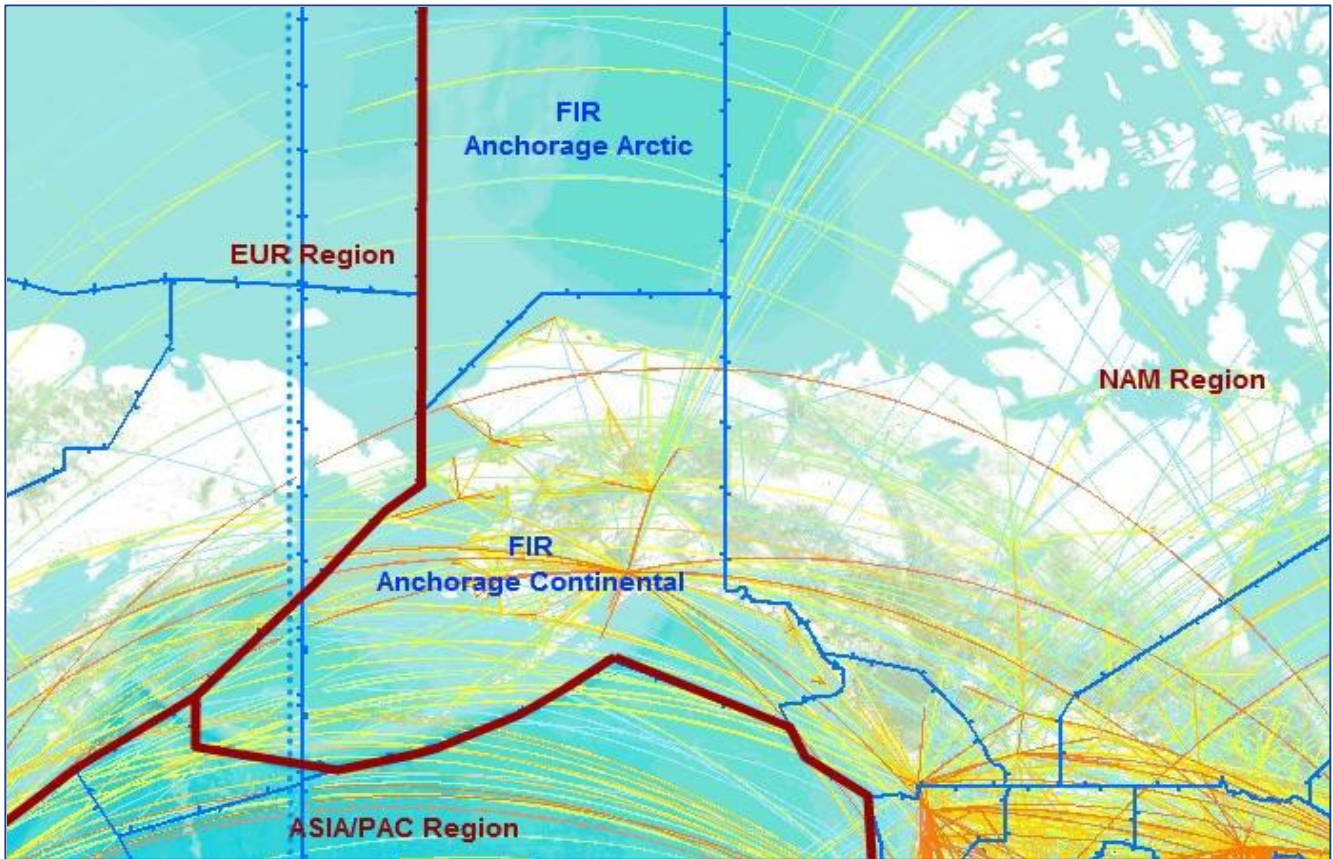 FIR
Anchorage Arctic
EUR Region
NAM Region
FIR
Anchorage Continental
ASIA/PAC Region